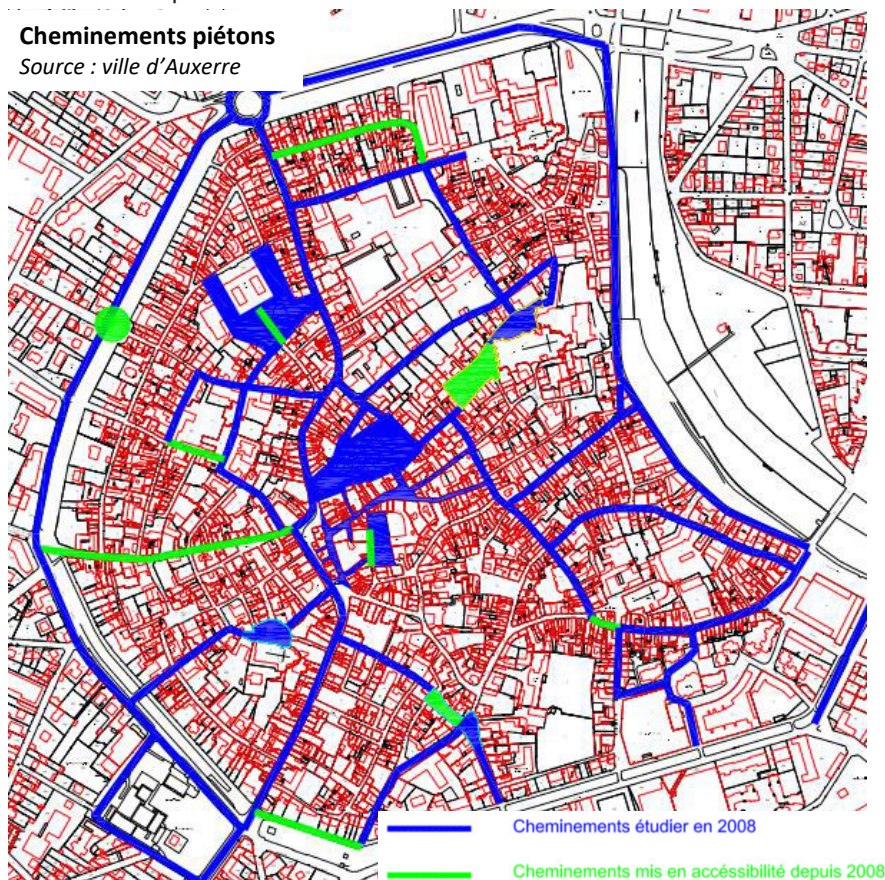 Cheminements piétons
Source : ville d'Auxerre
Cheminements étudier en 2008
Cheminements mis en accéssibilité depuis 2008